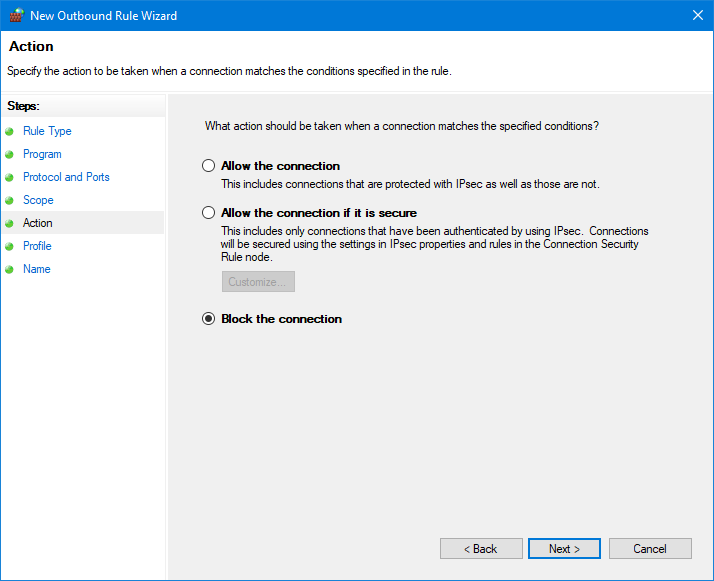 New Outbound Rule Wizard
Action
Specify the action to be taken when a connection matches the conditions specified in the rule.
Steps:
Rule Type
Program
Protocol and Ports
Scope
Action
Profile
Name
What action should be taken when a connection matches the specified conditions?
Allow the connection
This includes connections that are protected with IPsec as well as those are not.
Allow the connection if it is secure
This includes only connections that have been authenticated by using IPsec. Connections
will be secured using the settings in IPsec properties and rules in the Connection Security
Rule node.
Customize...
Block the connection
< Back
Next >
Cancel